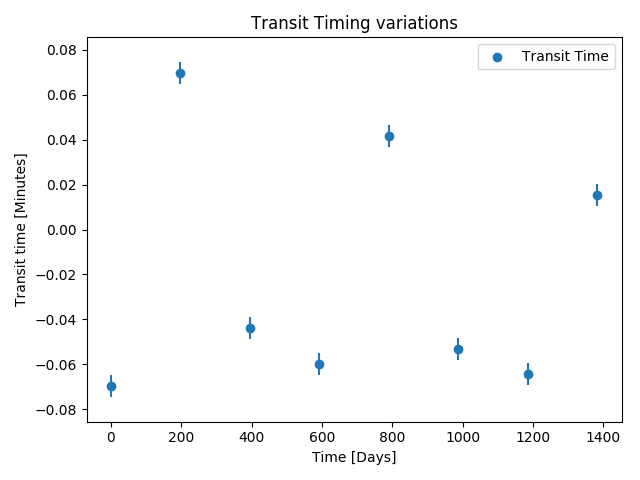 Transit Timing variations
Transit Time
Transit time [Minutes]
0.08
0.06
0.04
0.02
0.00
−0.02
−0.04
−0.06
−0.08
0 200 400 600 800 1000 1200 1400
Time [Days]